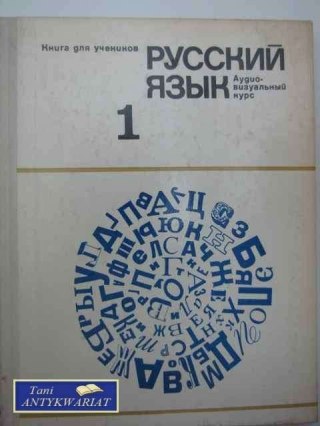 Книга для учеников
РУССКИЙ
ЯЗЫК
Аудио-
визуальный
курс
1
Tani
ANTYKWARIAT